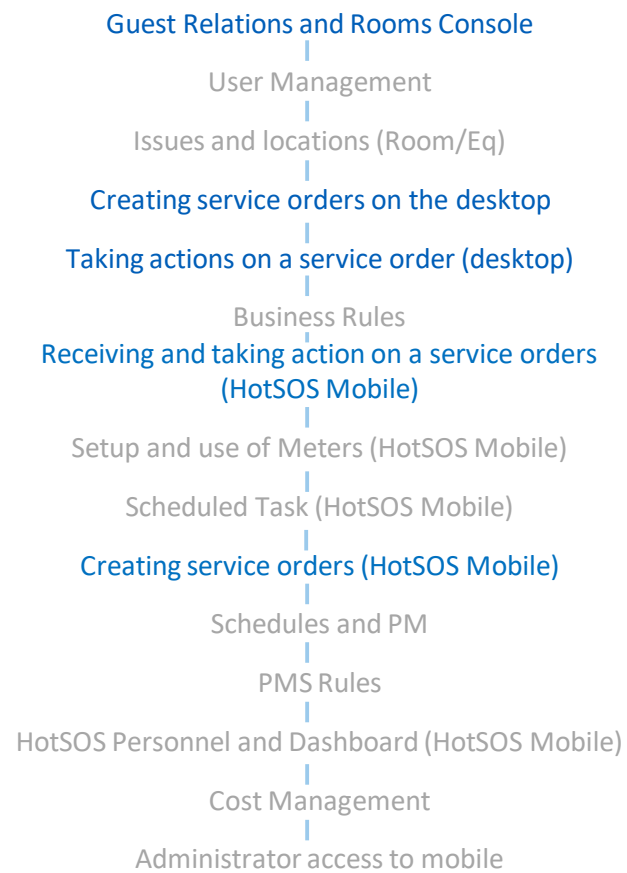 Guest Relations and Rooms Console
User Management
Issues and locations (Room/Eq)
Creating service orders on the desktop
Taking actions on a service order (desktop)
Business Rules
Receiving and taking action on a service orders
(HotSOS Mobile)
Setup and use of Meters (HotSOS Mobile)
Scheduled Task (HotSOS Mobile)
Creating service orders (HotSOS Mobile)
Schedules and PM
PMS Rules
HotSOS Personnel and Dashboard (HotSOS Mobile)
Cost Management
Administrator access to mobile